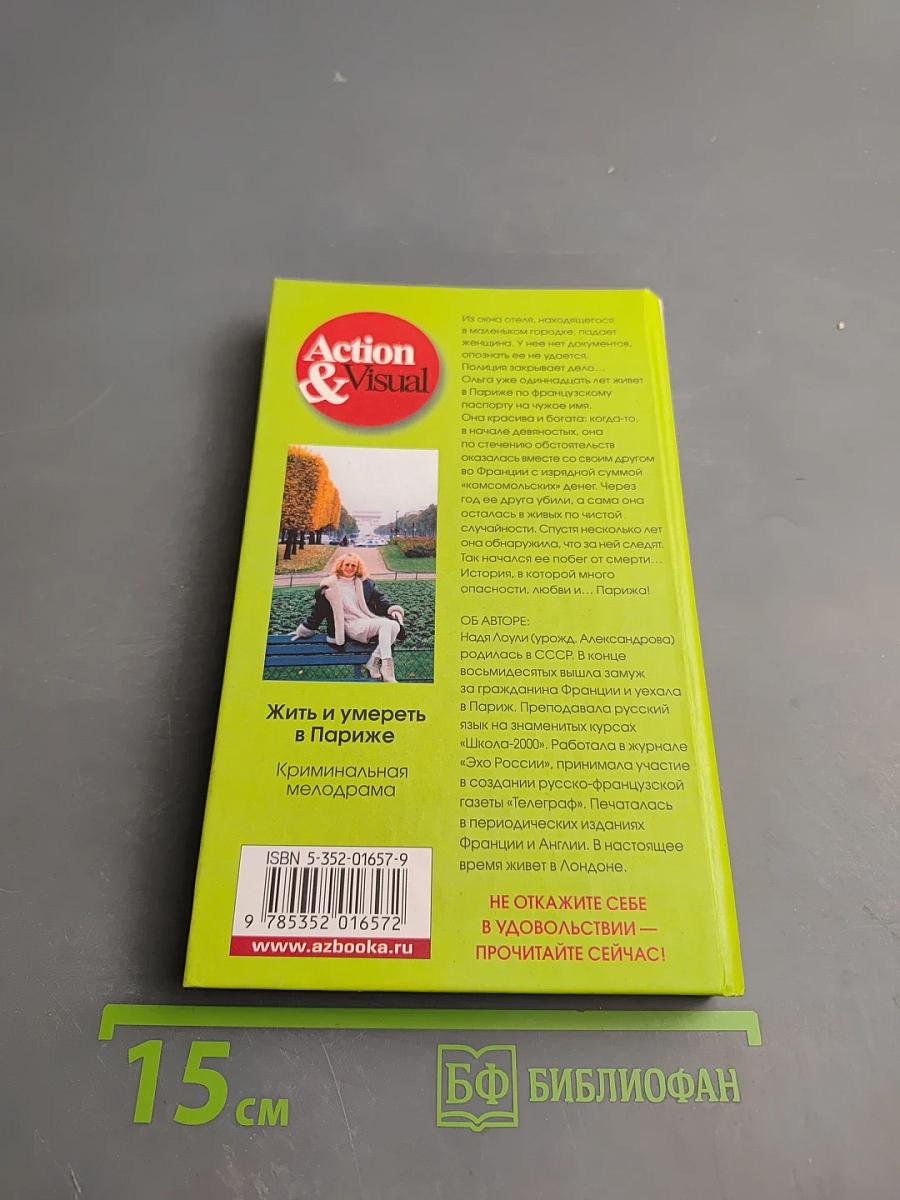 Action
& Visual
Жить и умереть
в Париже
Криминальная
мелодрама
ISBN 5-352-01657-9
9 785352 016572
www.azbooka.ru
Из окна отеля, находящегося
в маленьком городке, падает
женщина. У нее нет документов,
опознать ее не удается.
Полиция закрывает дело...
Ольга уже одиннадцать лет живет
в Париже по французскому
паспорту на чужое имя.
Она красива и богата: когда-то,
в начале девяностых, она
по стечению обстоятельств
оказалась вместе со своим другом
во Франции с изрядной суммой
«комсомольских» денег. Через
год ее друга убили, а сама она
осталась в живых по чистой
случайности. Спустя несколько лет
она обнаружила, что за ней следят.
Так начался ее побег от смерти...
История, в которой много
опасности, любви и... Парижа!
ОБ АВТОРЕ:
Надя Лоули (урожд. Александрова)
родилась в СССР. В конце
восьмидесятых вышла замуж
за гражданина Франции и уехала
в Париж. Преподавала русский
язык на знаменитых курсах
«Школа-2000». Работала в журнале
«Эхо России», принимала участие
в создании русско-французской
газеты «Телеграф». Печаталась
в периодических изданиях
Франции и Англии. В настоящее
время живет в Лондоне.
НЕ ОТКАЖИТЕ СЕБЕ
В УДОВОЛЬСТВИИ —
ПРОЧИТАЙТЕ СЕЙЧАС!
15 см
БФ БИБЛИОФАН